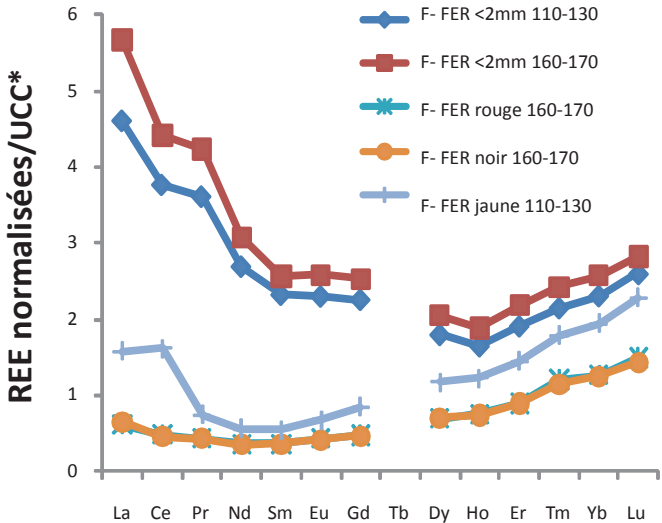 REE normalisées/UCC*
6
5
4
3
2
1
0
F- FER <2mm 110-130
F- FER <2mm 160-170
F- FER rouge 160-170
F- FER noir 160-170
F- FER jaune 110-130
La Ce Pr Nd Sm Eu Gd Tb Dy Ho Er Tm Yb Lu